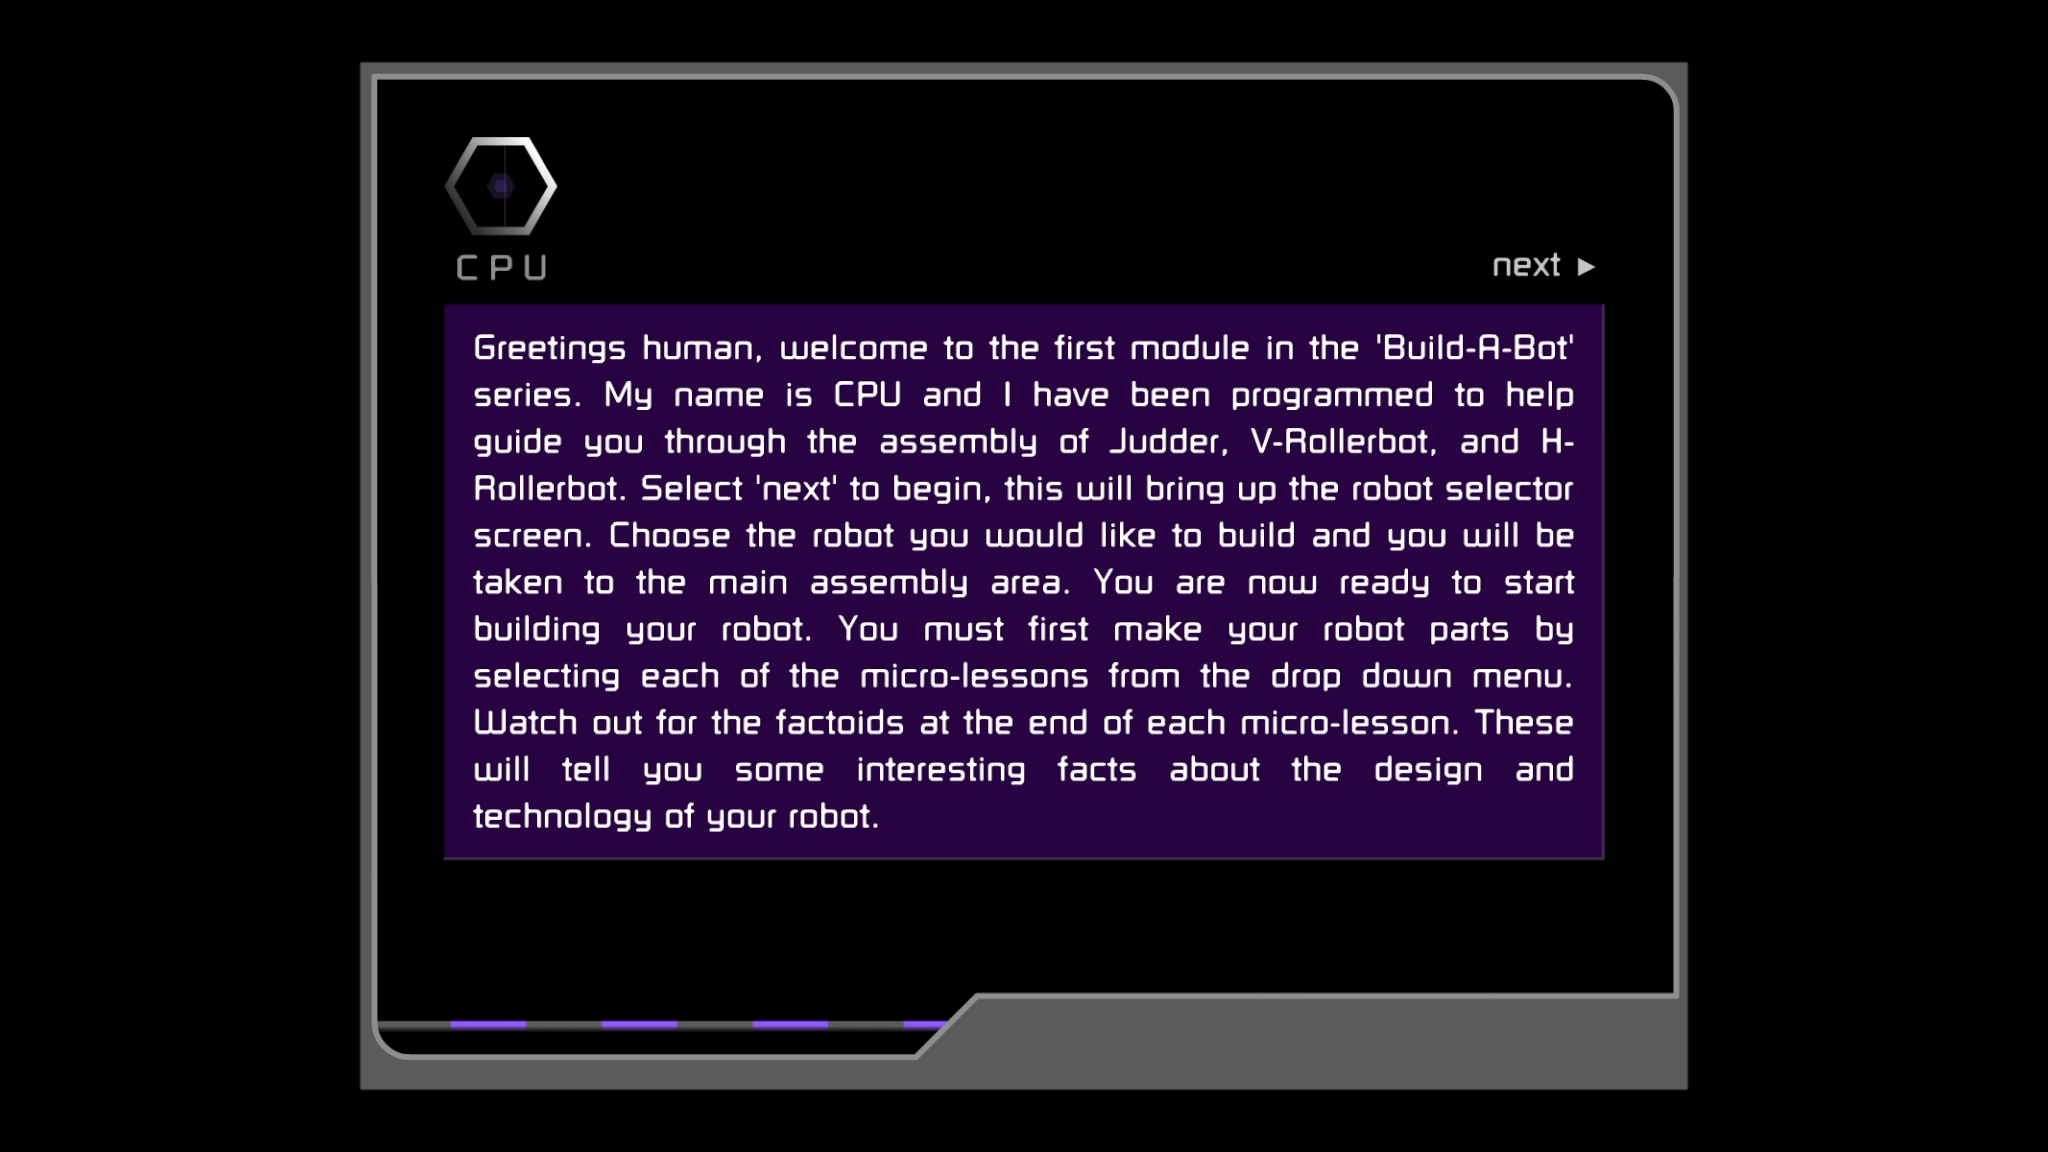 CPU
next ►
Greetings human, welcome to the first module in the 'Build-A-Bot'
series. My name is CPU and I have been programmed to help
guide you through the assembly of Judder, V-Rollerbot, and H-
Rollerbot. Select 'next' to begin, this will bring up the robot selector
screen. Choose the robot you would like to build and you will be
taken to the main assembly area. You are now ready to start
building your robot. You must first make your robot parts by
selecting each of the micro-lessons from the drop down menu.
Watch out for the factoids at the end of each micro-lesson. These
will tell you some interesting facts about the design and
technology of your robot.